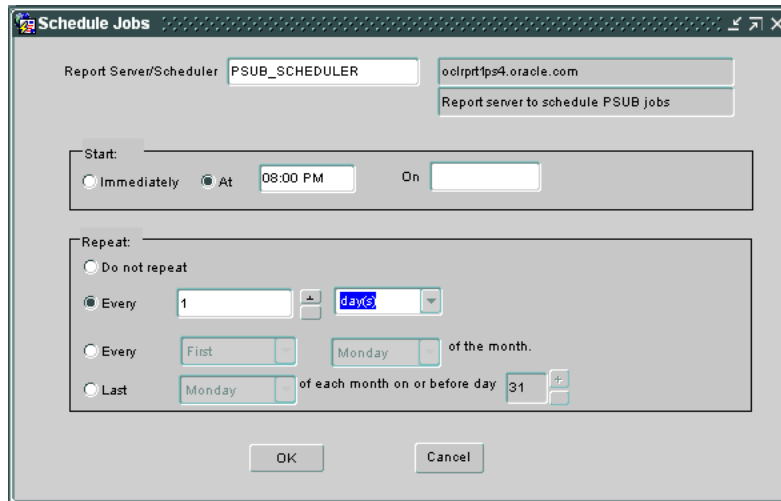 Schedule Jobs
Report Server/Scheduler PSUB_SCHEDULER oclrprt1ps4.oracle.com
Report server to schedule PSUB jobs
Start:
Immediately At 08:00 PM On
Repeat:
Do not repeat
Every 1 day(s)
Every First Monday of the month.
Last Monday of each month on or before day 31
OK Cancel